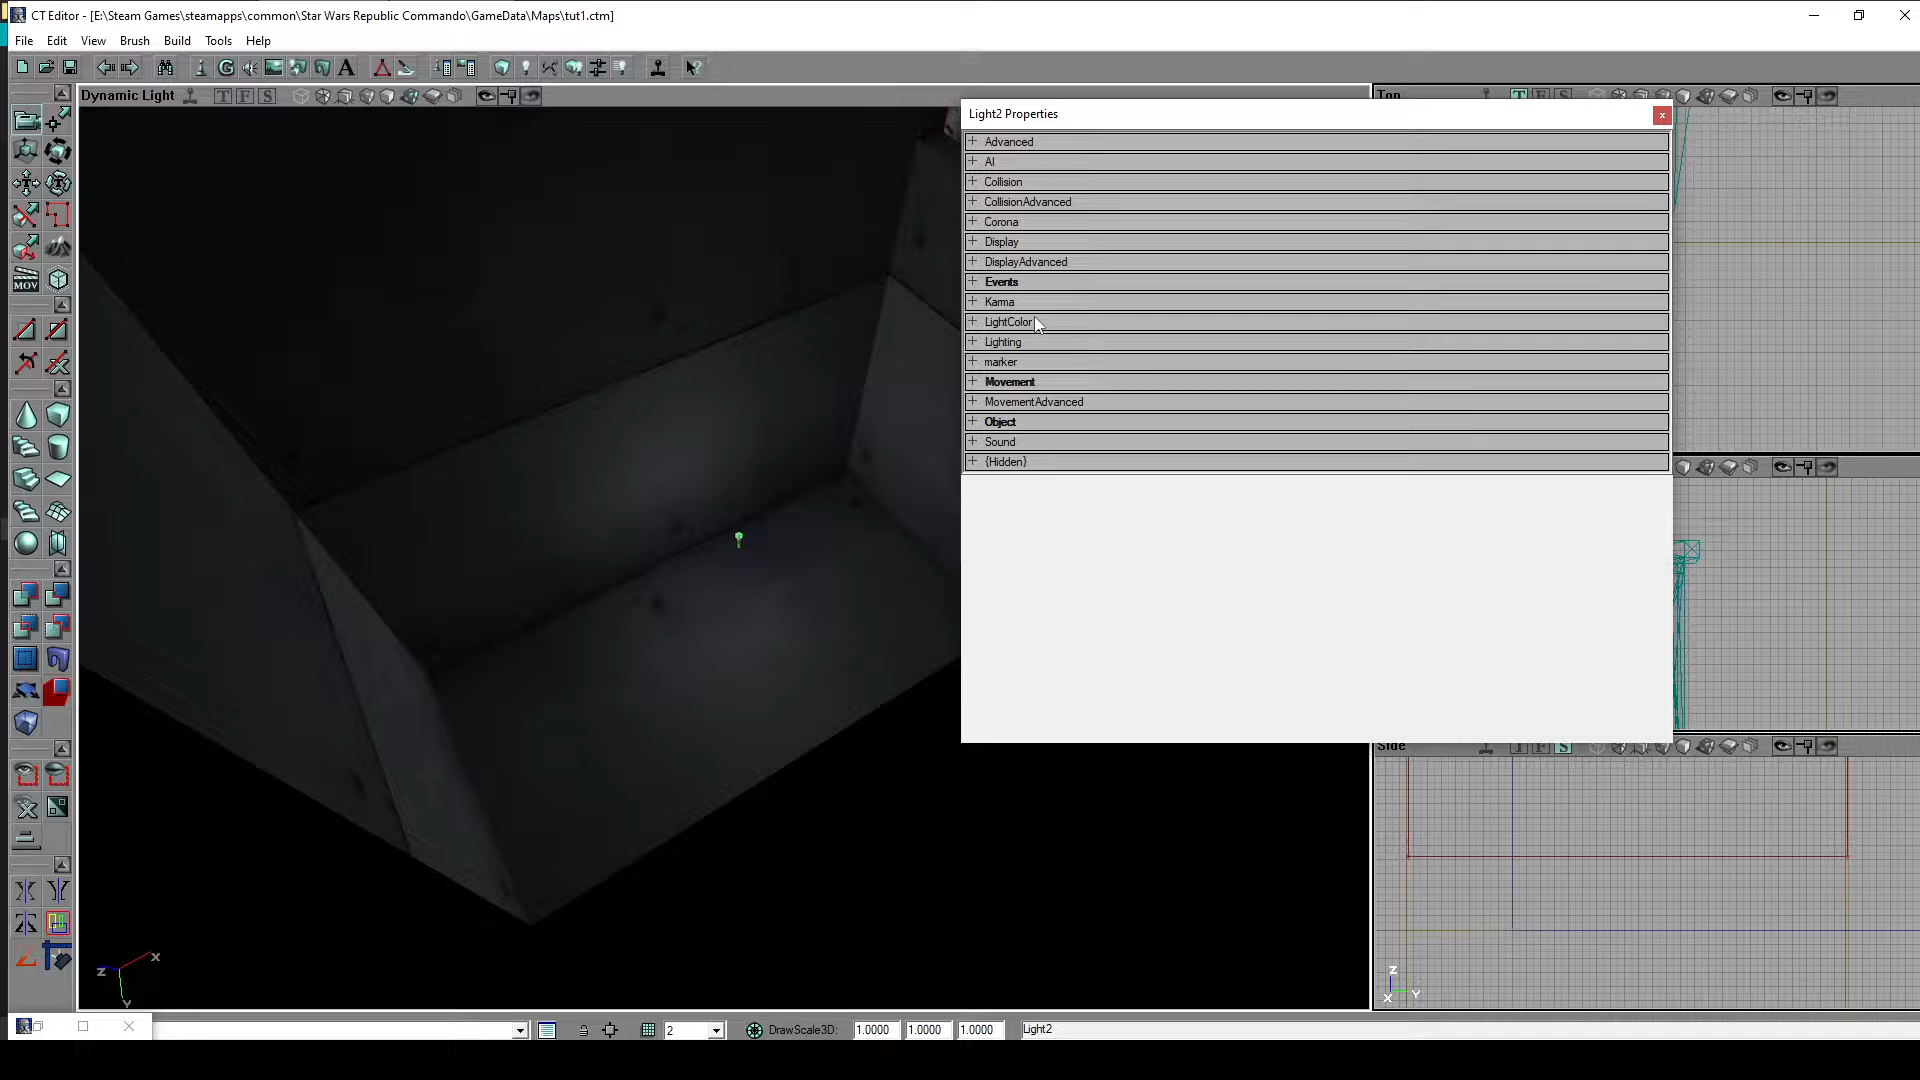 CT Editor - [E:\Steam Games\steamapps\common\Star Wars Republic Commando\GameData\Maps\tut1.ctm]
File Edit View Brush Build Tools Help
Dynamic Light T F S
Top T
Light2 Properties
x
Advanced
AI
Collision
CollisionAdvanced
Corona
Display
DisplayAdvanced
Events
Karma
LightColor
Lighting
marker
Movement
MovementAdvanced
Object
Sound
{Hidden}
MOV
Side T F S
Z X Y
Z X Y
2 DrawScale3D: 1.0000 1.0000 1.0000 Light2